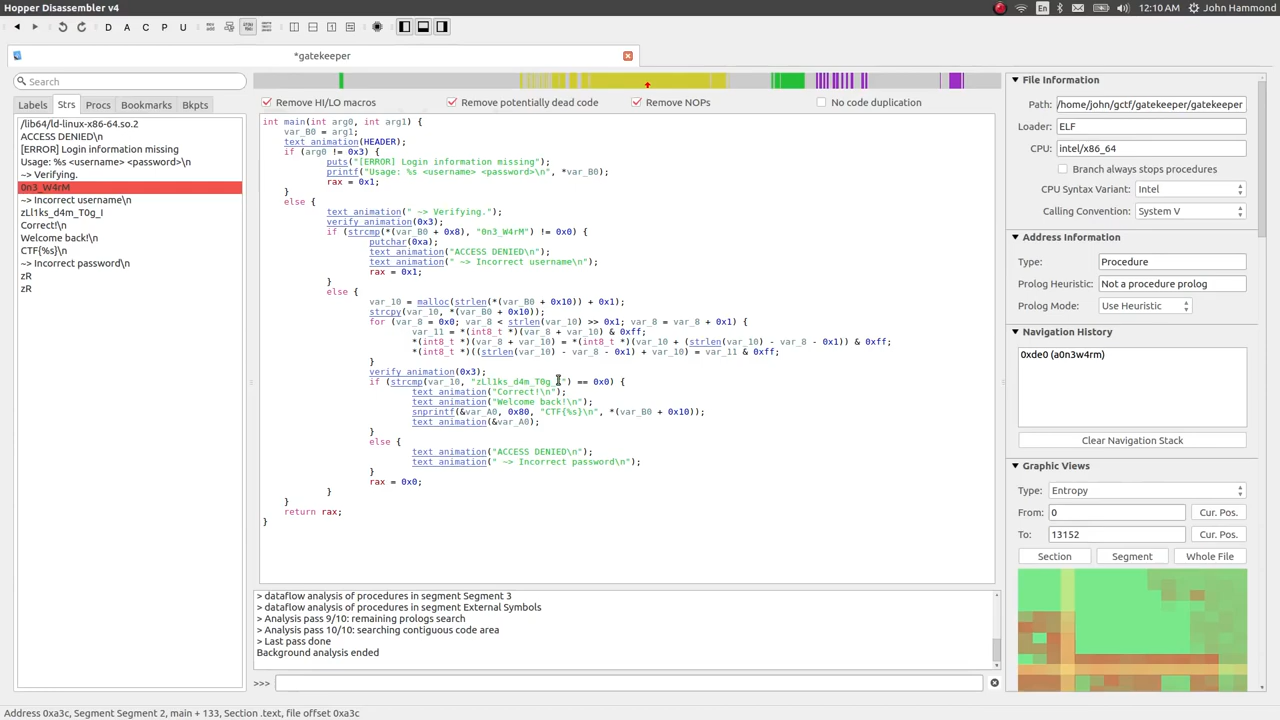 Hopper Disassembler v4
En
12:10 AM
John Hammond
D A C P U
*gatekeeper
Search
Labels Strs Procs Bookmarks Bkpts
/lib64/ld-linux-x86-64.so.2
ACCESS DENIED\n
[ERROR] Login information missing
Usage: %s <username> <password>\n
~> Verifying.
0n3_W4rM
~> Incorrect username\n
zLl1ks_d4m_T0g_I
Correct!\n
Welcome back!\n
CTF{%s}\n
~> Incorrect password\n
zR
zR
Remove HI/LO macros
Remove potentially dead code
Remove NOPs
No code duplication
int main(int arg0, int arg1) {
var_B0 = arg1;
text_animation(HEADER);
if (arg0 != 0x3) {
puts("[ERROR] Login information missing");
printf("Usage: %s <username> <password>\n", *var_B0);
rax = 0x1;
}
else {
text_animation(" ~> Verifying.");
verify_animation(0x3);
if (strcmp(*(var_B0 + 0x8), "0n3_W4rM") != 0x0) {
putchar(0xa);
text_animation("ACCESS DENIED\n");
text_animation(" ~> Incorrect username\n");
rax = 0x1;
}
else {
var_10 = malloc(strlen(*(var_B0 + 0x10)) + 0x1);
strcpy(var_10, *(var_B0 + 0x10));
for (var_8 = 0x0; var_8 < strlen(var_10) >> 0x1; var_8 = var_8 + 0x1) {
var_11 = *(int8_t *)(var_8 + var_10) & 0xff;
*(int8_t *)(var_8 + var_10) = *(int8_t *)(var_10 + (strlen(var_10) - var_8 - 0x1)) & 0xff;
*(int8_t *)((strlen(var_10) - var_8 - 0x1) + var_10) = var_11 & 0xff;
}
verify_animation(0x3);
if (strcmp(var_10, "zLl1ks_d4m_T0g_I") == 0x0) {
text_animation("Correct!\n");
text_animation("Welcome back!\n");
snprintf(&var_A0, 0x80, "CTF{%s}\n", *(var_B0 + 0x10));
text_animation(&var_A0);
}
else {
text_animation("ACCESS DENIED\n");
text_animation(" ~> Incorrect password\n");
}
rax = 0x0;
}
}
return rax;
}
> dataflow analysis of procedures in segment Segment 3
> dataflow analysis of procedures in segment External Symbols
> Analysis pass 9/10: remaining prologs search
> Analysis pass 10/10: searching contiguous code area
> Last pass done
Background analysis ended
>>>
File Information
Path: /home/john/gctf/gatekeeper/gatekeeper
Loader: ELF
CPU: intel/x86_64
Branch always stops procedures
CPU Syntax Variant: Intel
Calling Convention: System V
Address Information
Type: Procedure
Prolog Heuristic: Not a procedure prolog
Prolog Mode: Use Heuristic
Navigation History
0xde0 (a0n3w4rm)
Clear Navigation Stack
Graphic Views
Type: Entropy
From: 0 Cur. Pos.
To: 13152 Cur. Pos.
Section Segment Whole File
Address 0xa3c, Segment Segment 2, main + 133, Section .text, file offset 0xa3c